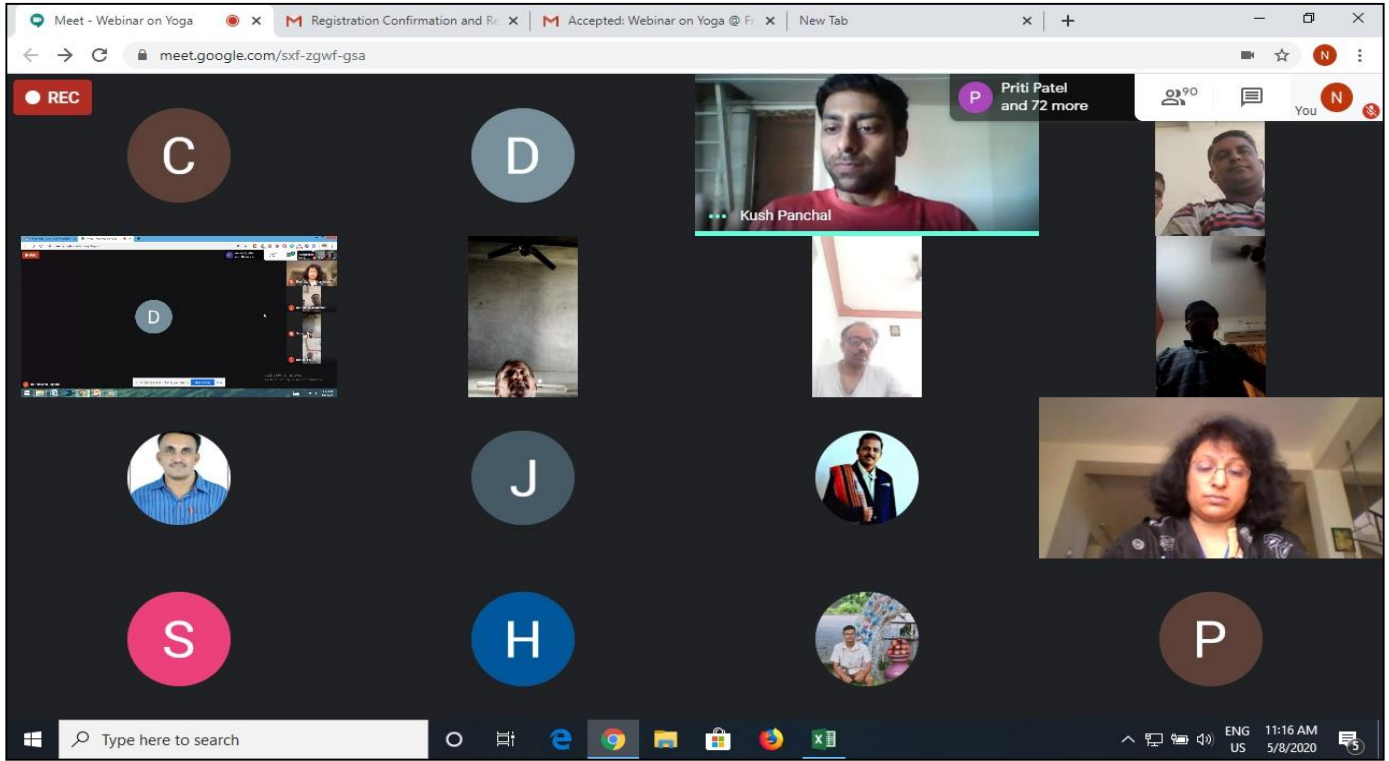 Meet - Webinar on Yoga
Registration Confirmation and Re
Accepted: Webinar on Yoga @ Fr
New Tab
meet.google.com/sxf-zgwf-gsa
N
REC
C
D
Kush Panchal
P
Priti Patel
and 72 more
90
You
N
D
J
S
H
P
Type here to search
ENG
US
11:16 AM
5/8/2020
5